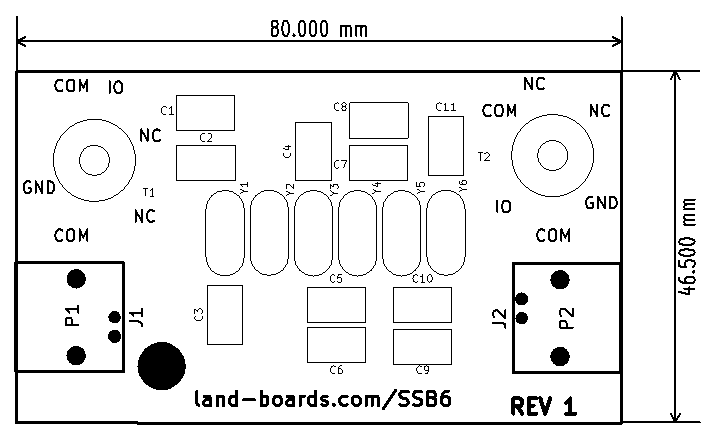 80.000 mm
COM IO
NC
C1
C8
C11
COM
NC
NC
C2
C4
C7
T2
GND
T1
Y1 Y2 Y3 Y4 Y5 Y6
NC
IO
GND
COM
COM
46.500 mm
C5
C10
P1
J1
C3
J2
P2
C6
C9
land-boards.com/SSB6
REV 1